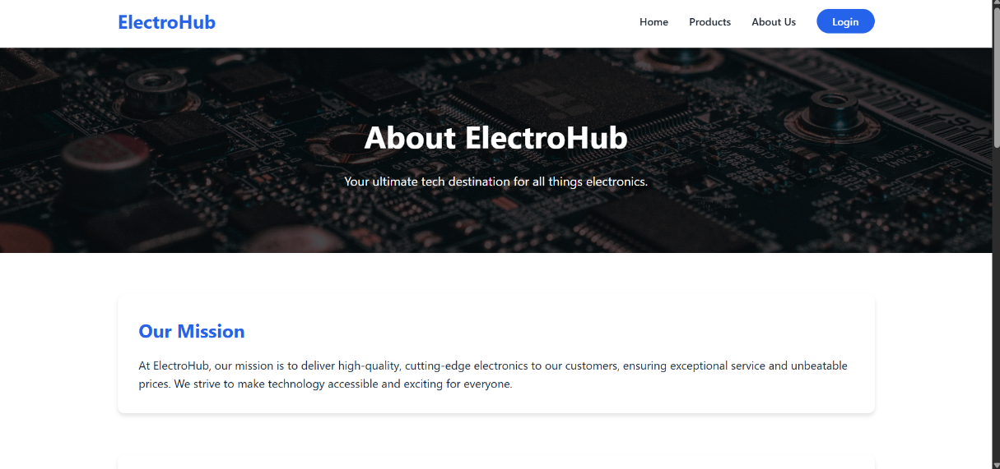 ElectroHub
Home
Products
About Us
Login
About ElectroHub
Your ultimate tech destination for all things electronics.
Our Mission
At ElectroHub, our mission is to deliver high-quality, cutting-edge electronics to our customers, ensuring exceptional service and unbeatable
prices. We strive to make technology accessible and exciting for everyone.